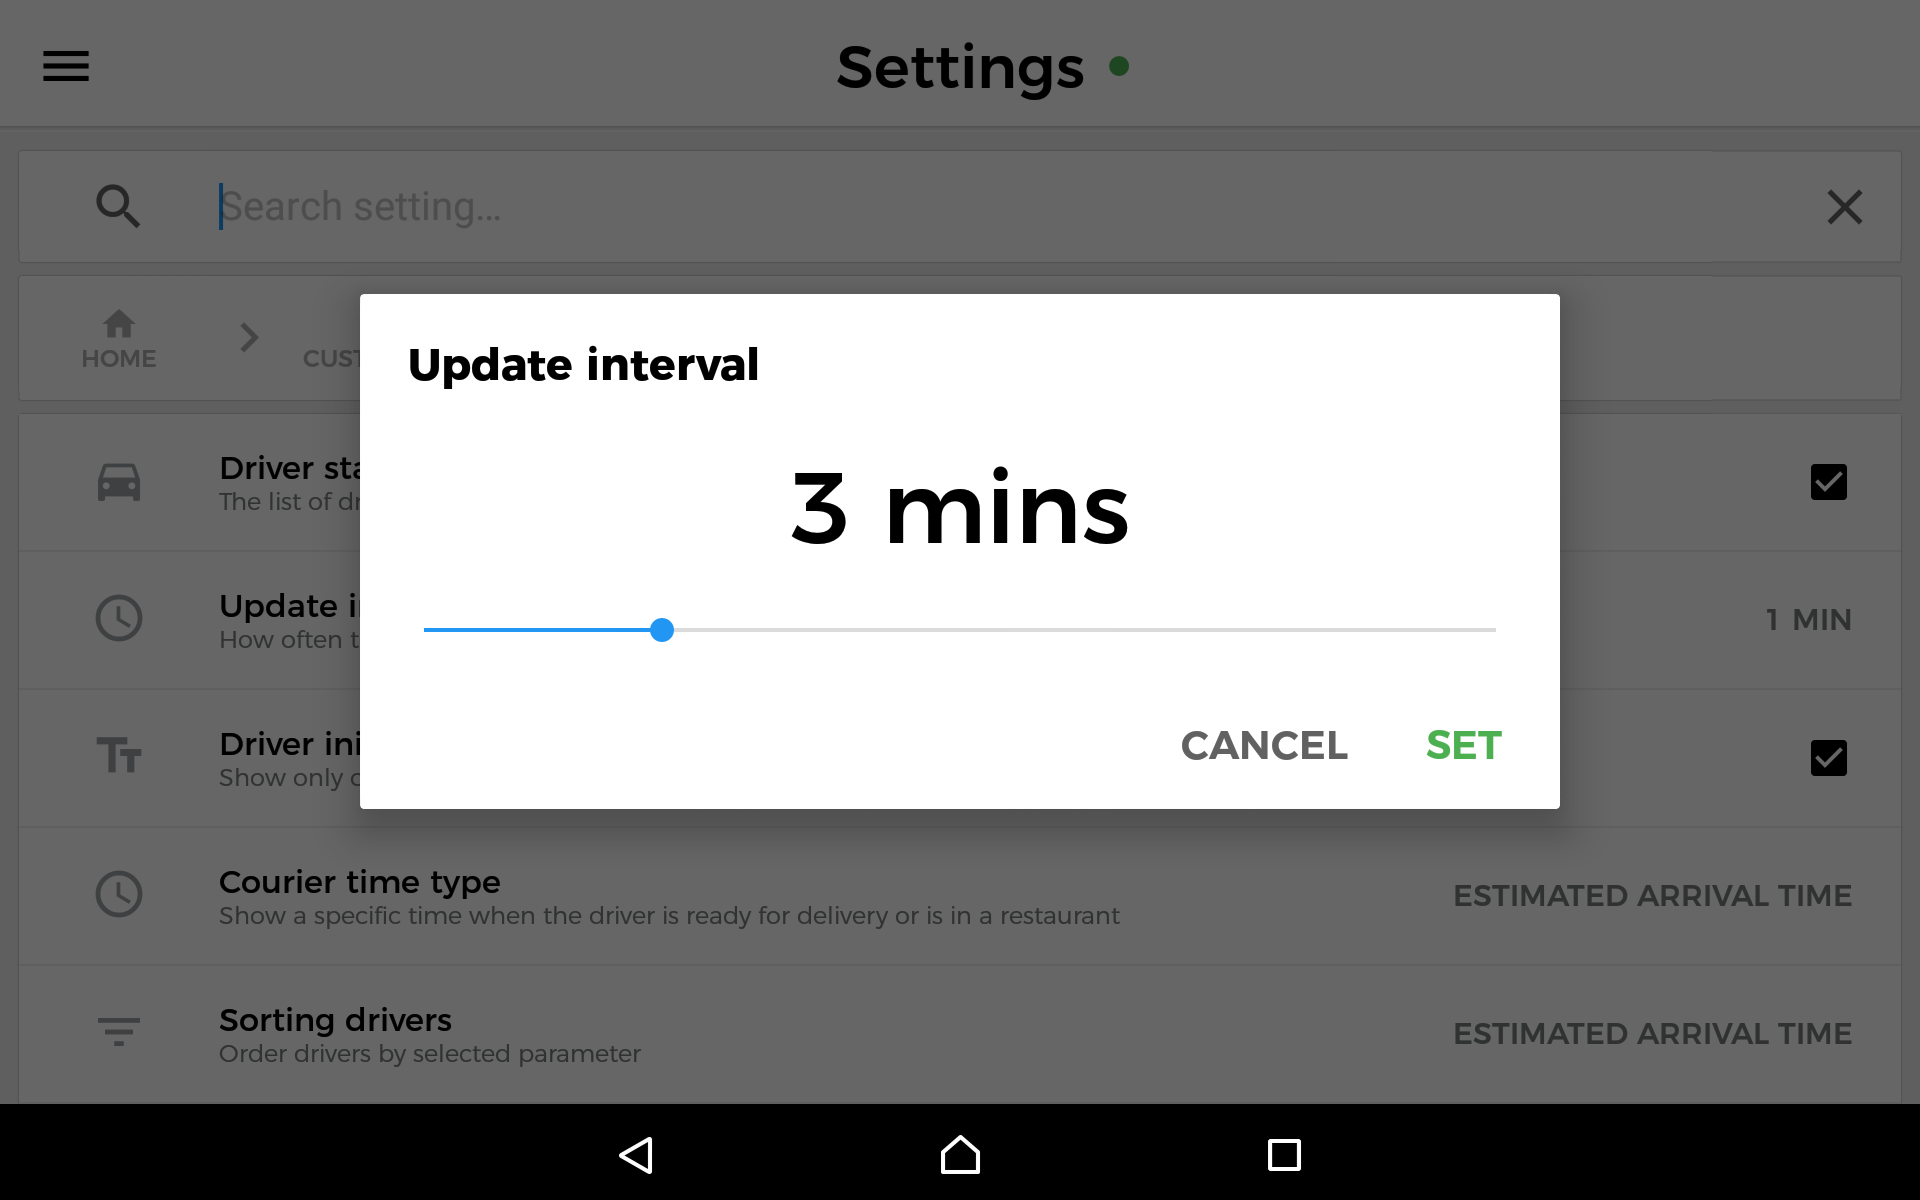 Settings
Search setting...
HOME
CUST
Update interval
3 mins
CANCEL
SET
Driver sta
The list of dr
Update i
How often t
1 MIN
Driver ini
Show only
Courier time type
Show a specific time when the driver is ready for delivery or is in a restaurant
ESTIMATED ARRIVAL TIME
Sorting drivers
Order drivers by selected parameter
ESTIMATED ARRIVAL TIME